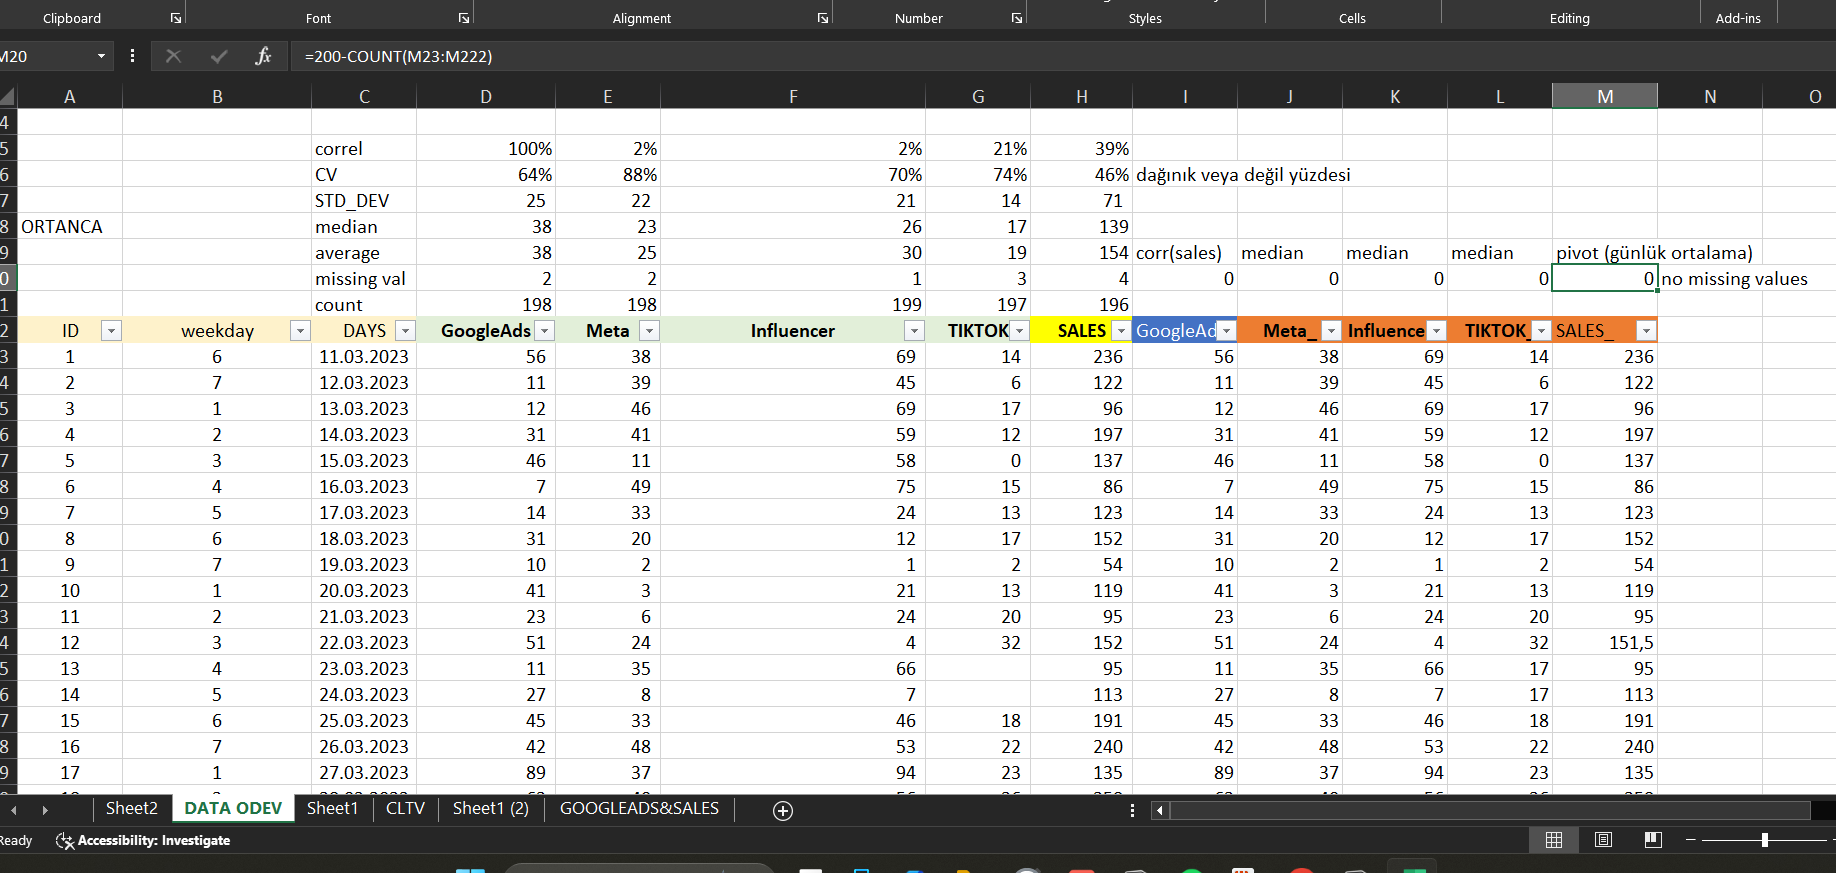 Clipboard Font Alignment Number Styles Cells Editing Add-ins
M20 fx =200-COUNT(M23:M222)
A B C D E F G H I J K L M N O
4
5 correl 100% 2% 2% 21% 39%
6 CV 64% 88% 70% 74% 46% dağınık veya değil yüzdesi
7 STD_DEV 25 22 21 14 71
8 ORTANCA median 38 23 26 17 139
9 average 38 25 30 19 154 corr(sales) median median median pivot (günlük ortalama)
0 missing val 2 2 1 3 4 0 0 0 0 0 no missing values
1 count 198 198 199 197 196
2 ID weekday DAYS GoogleAds Meta Influencer TIKTOK SALES GoogleAd Meta_ Influence TIKTOK_ SALES_
3 1 6 11.03.2023 56 38 69 14 236 56 38 69 14 236
4 2 7 12.03.2023 11 39 45 6 122 11 39 45 6 122
5 3 1 13.03.2023 12 46 69 17 96 12 46 69 17 96
6 4 2 14.03.2023 31 41 59 12 197 31 41 59 12 197
7 5 3 15.03.2023 46 11 58 0 137 46 11 58 0 137
8 6 4 16.03.2023 7 49 75 15 86 7 49 75 15 86
9 7 5 17.03.2023 14 33 24 13 123 14 33 24 13 123
0 8 6 18.03.2023 31 20 12 17 152 31 20 12 17 152
1 9 7 19.03.2023 10 2 1 2 54 10 2 1 2 54
2 10 1 20.03.2023 41 3 21 13 119 41 3 21 13 119
3 11 2 21.03.2023 23 6 24 20 95 23 6 24 20 95
4 12 3 22.03.2023 51 24 4 32 152 51 24 4 32 151,5
5 13 4 23.03.2023 11 35 66 95 11 35 66 17 95
6 14 5 24.03.2023 27 8 7 113 27 8 7 17 113
7 15 6 25.03.2023 45 33 46 18 191 45 33 46 18 191
8 16 7 26.03.2023 42 48 53 22 240 42 48 53 22 240
9 17 1 27.03.2023 89 37 94 23 135 89 37 94 23 135
Sheet2 DATA ODEV Sheet1 CLTV Sheet1 (2) GOOGLEADS&SALES
Ready Accessibility: Investigate